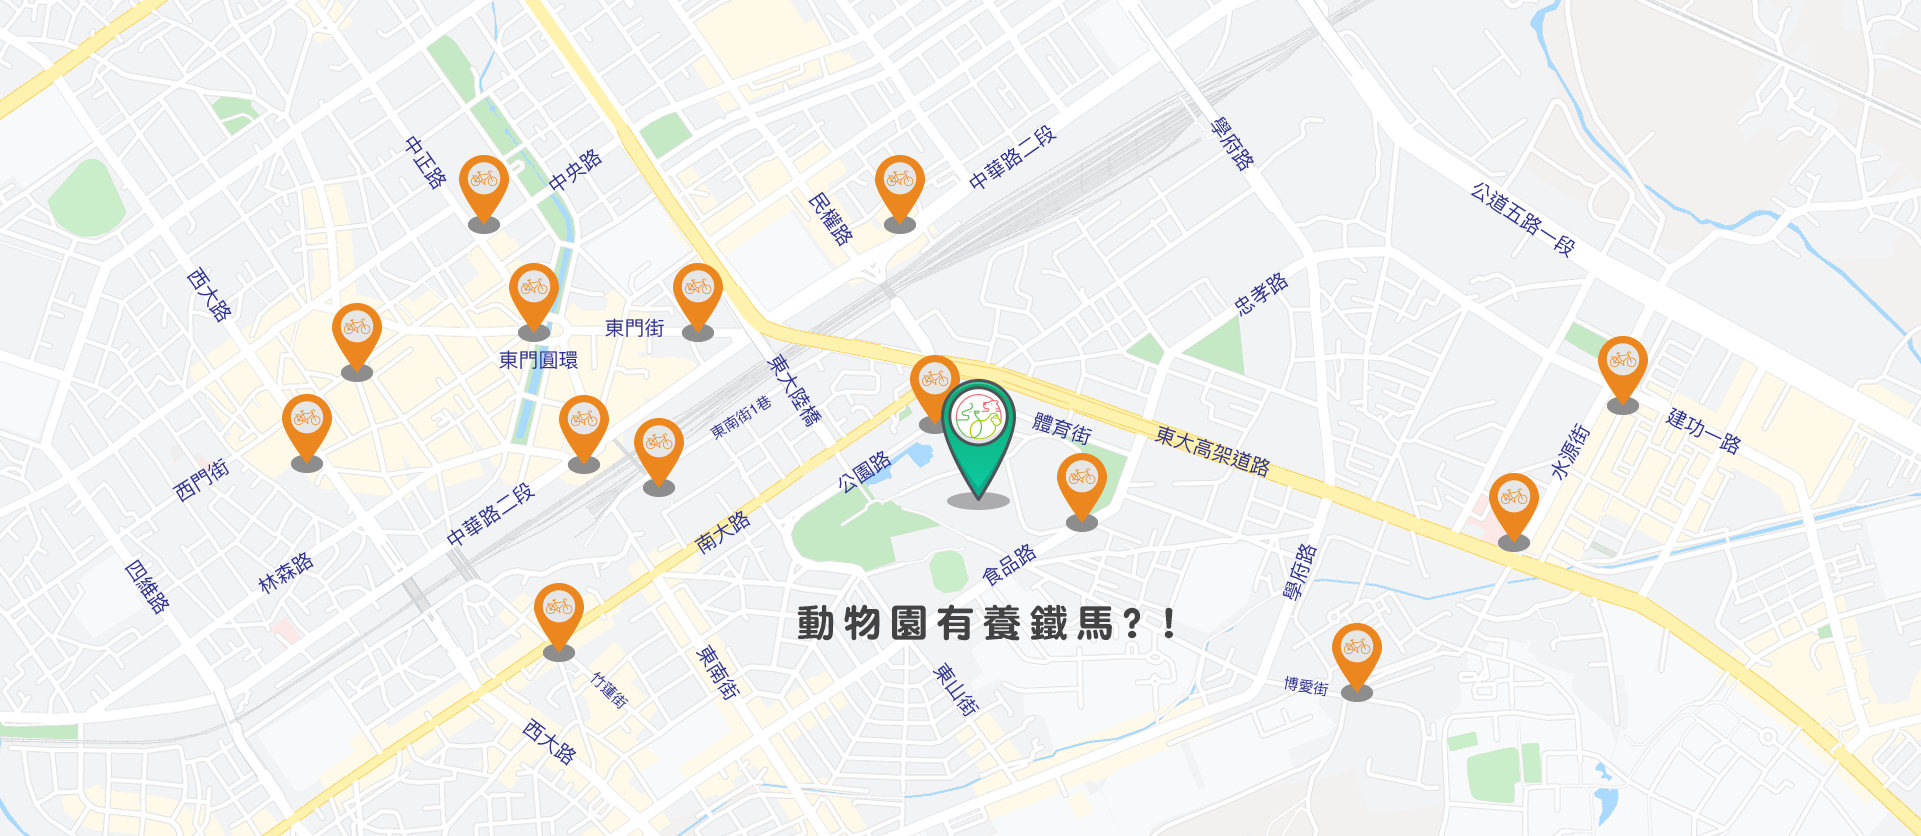 中正路
中央路
中華路二段
學府路
民權路
公道五路一段
西大路
忠孝路
東門街
東門圓環
東大陸橋
東南街1巷
體育街
東大高架道路
建功一路
水源街
西門街
公園路
中華路二段
南大路
林森路
四維路
食品路
學府路
動物園有養鐵馬?!
東南街
竹蓮街
東山街
博愛街
西大路